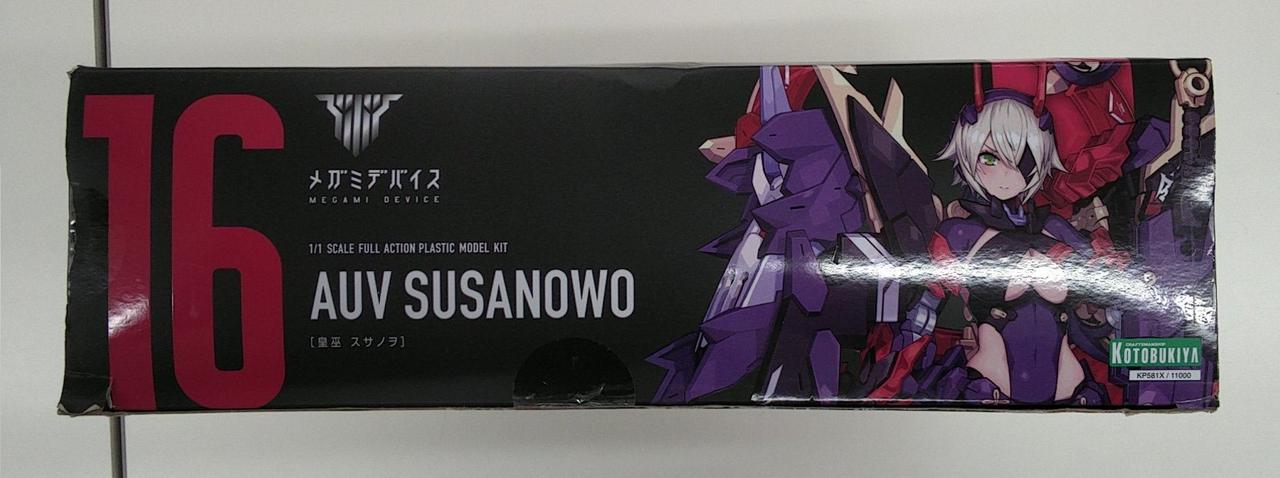 16
メガミデバイス
MEGAMI DEVICE
1/1 SCALE FULL ACTION PLASTIC MODEL KIT
AUV SUSANOWO
[皇巫 スサノヲ]
CRAFTSMANSHIP
KOTOBUKIYA
KP581X / 11000